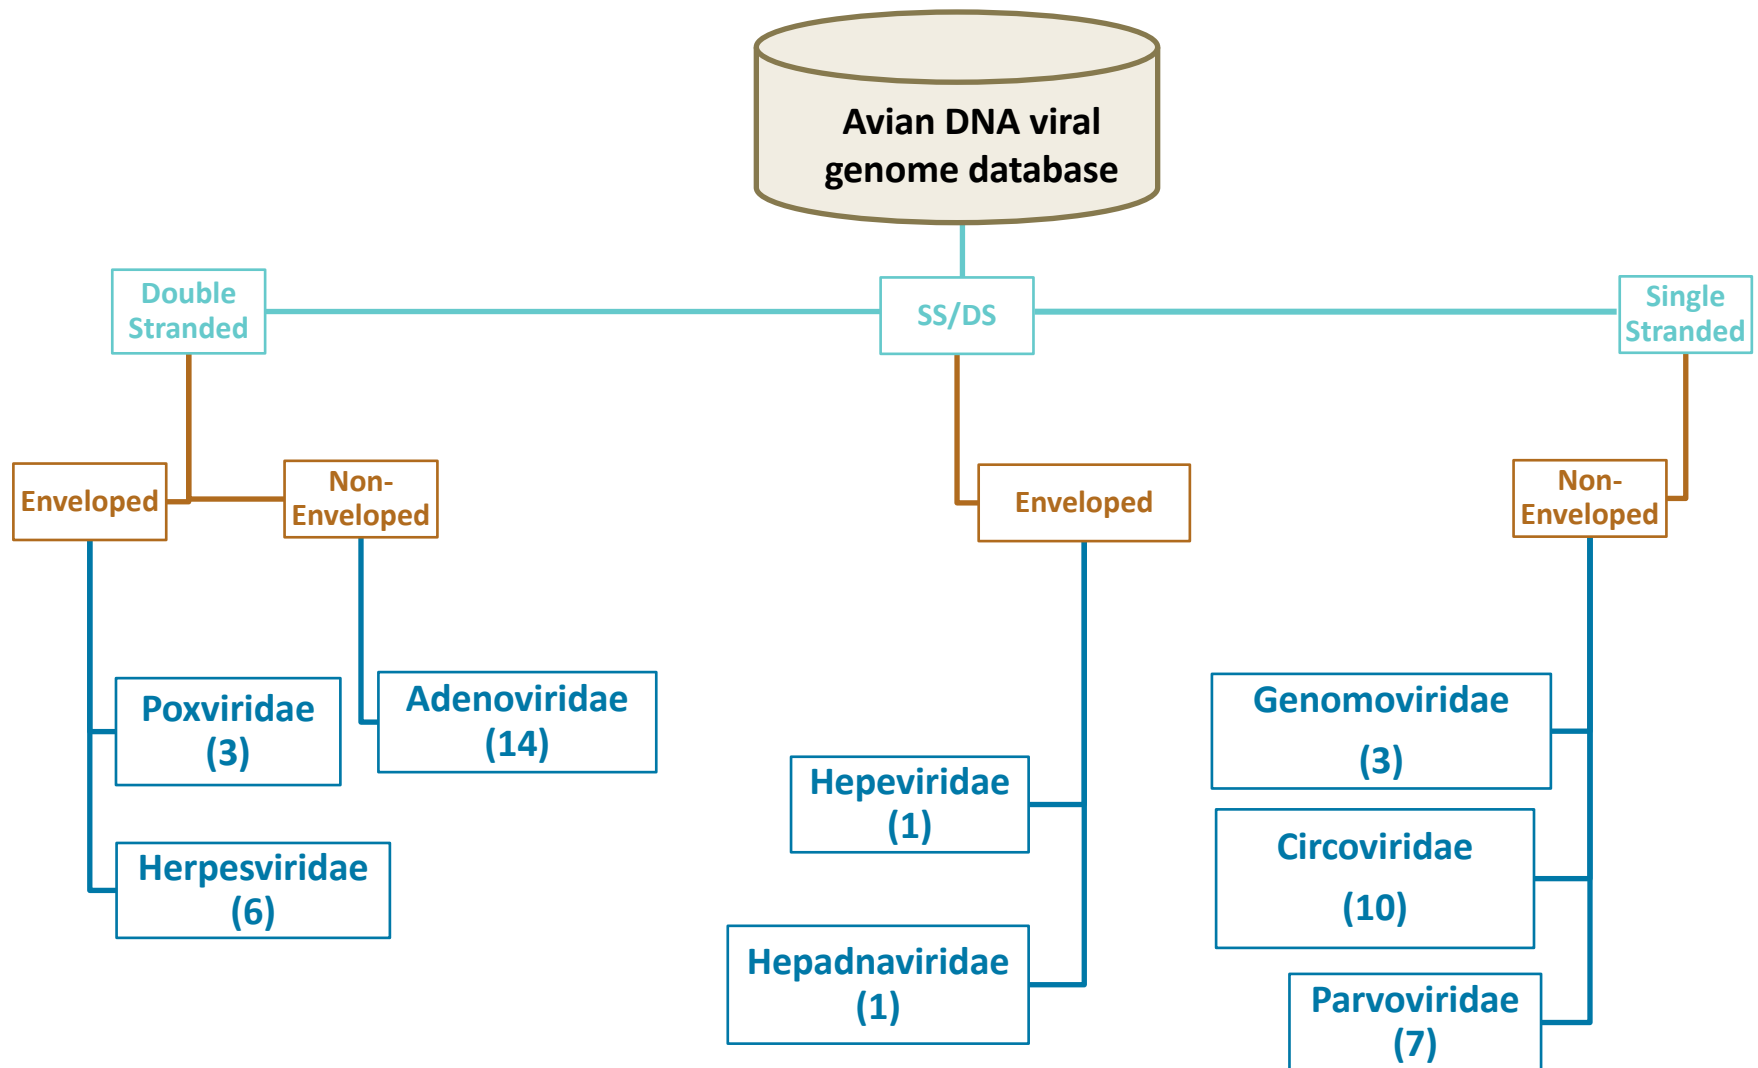 Avian DNA viral
genome database
Double
Stranded
SS/DS
Single
Stranded
Enveloped
Non-
Enveloped
Enveloped
Non-
Enveloped
Poxviridae
(3)
Adenoviridae
(14)
Herpesviridae
(6)
Hepeviridae
(1)
Hepadnaviridae
(1)
Genomoviridae
(3)
Circoviridae
(10)
Parvoviridae
(7)